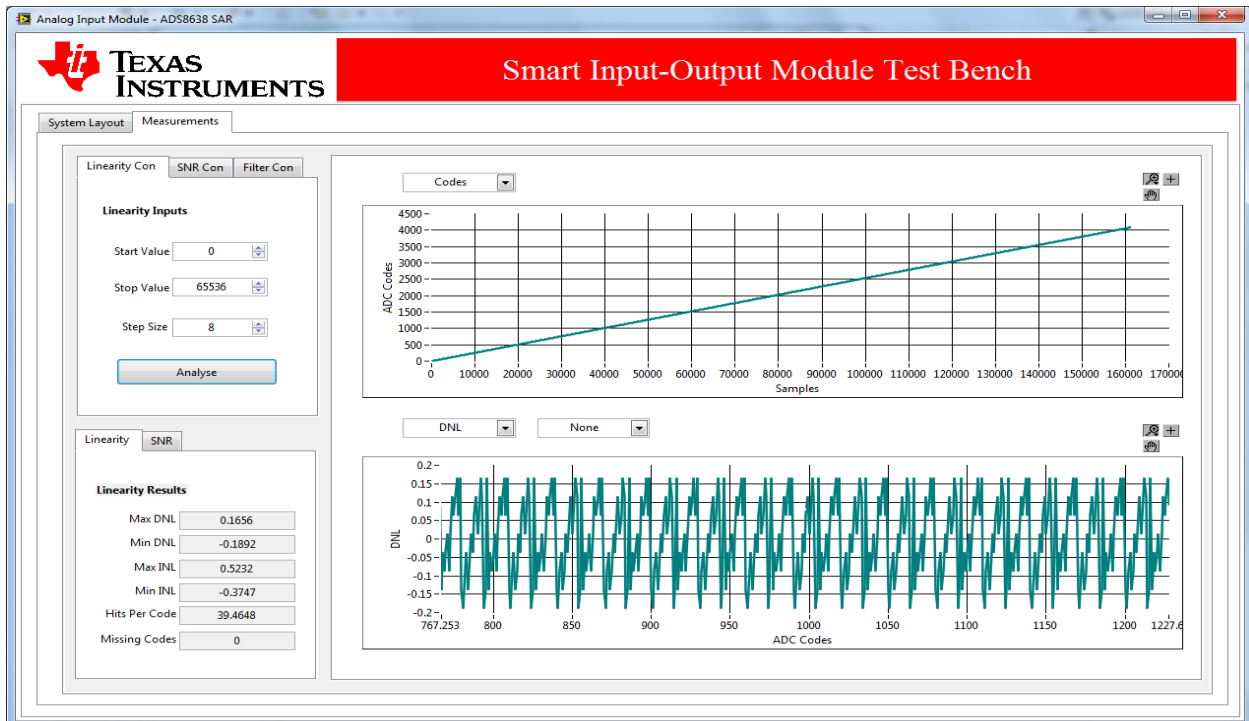 Analog Input Module - ADS8638 SAR
TEXAS
INSTRUMENTS
Smart Input-Output Module Test Bench
System Layout Measurements
Linearity Con SNR Con Filter Con
Linearity Inputs
Start Value 0
Stop Value 65536
Step Size 8
Analyse
Linearity SNR
Linearity Results
Max DNL 0.1656
Min DNL -0.1892
Max INL 0.5232
Min INL -0.3747
Hits Per Code 39.4648
Missing Codes 0
Codes
4500
4000
3500
3000
2500
2000
1500
1000
500
0
ADC Codes
0 10000 20000 30000 40000 50000 60000 70000 80000 90000 100000 110000 120000 130000 140000 150000 160000 170000
Samples
DNL None
0.2
0.15
0.1
0.05
0
-0.05
-0.1
-0.15
-0.2
DNL
767.253 800 850 900 950 1000 1050 1100 1150 1200 1227.6
ADC Codes